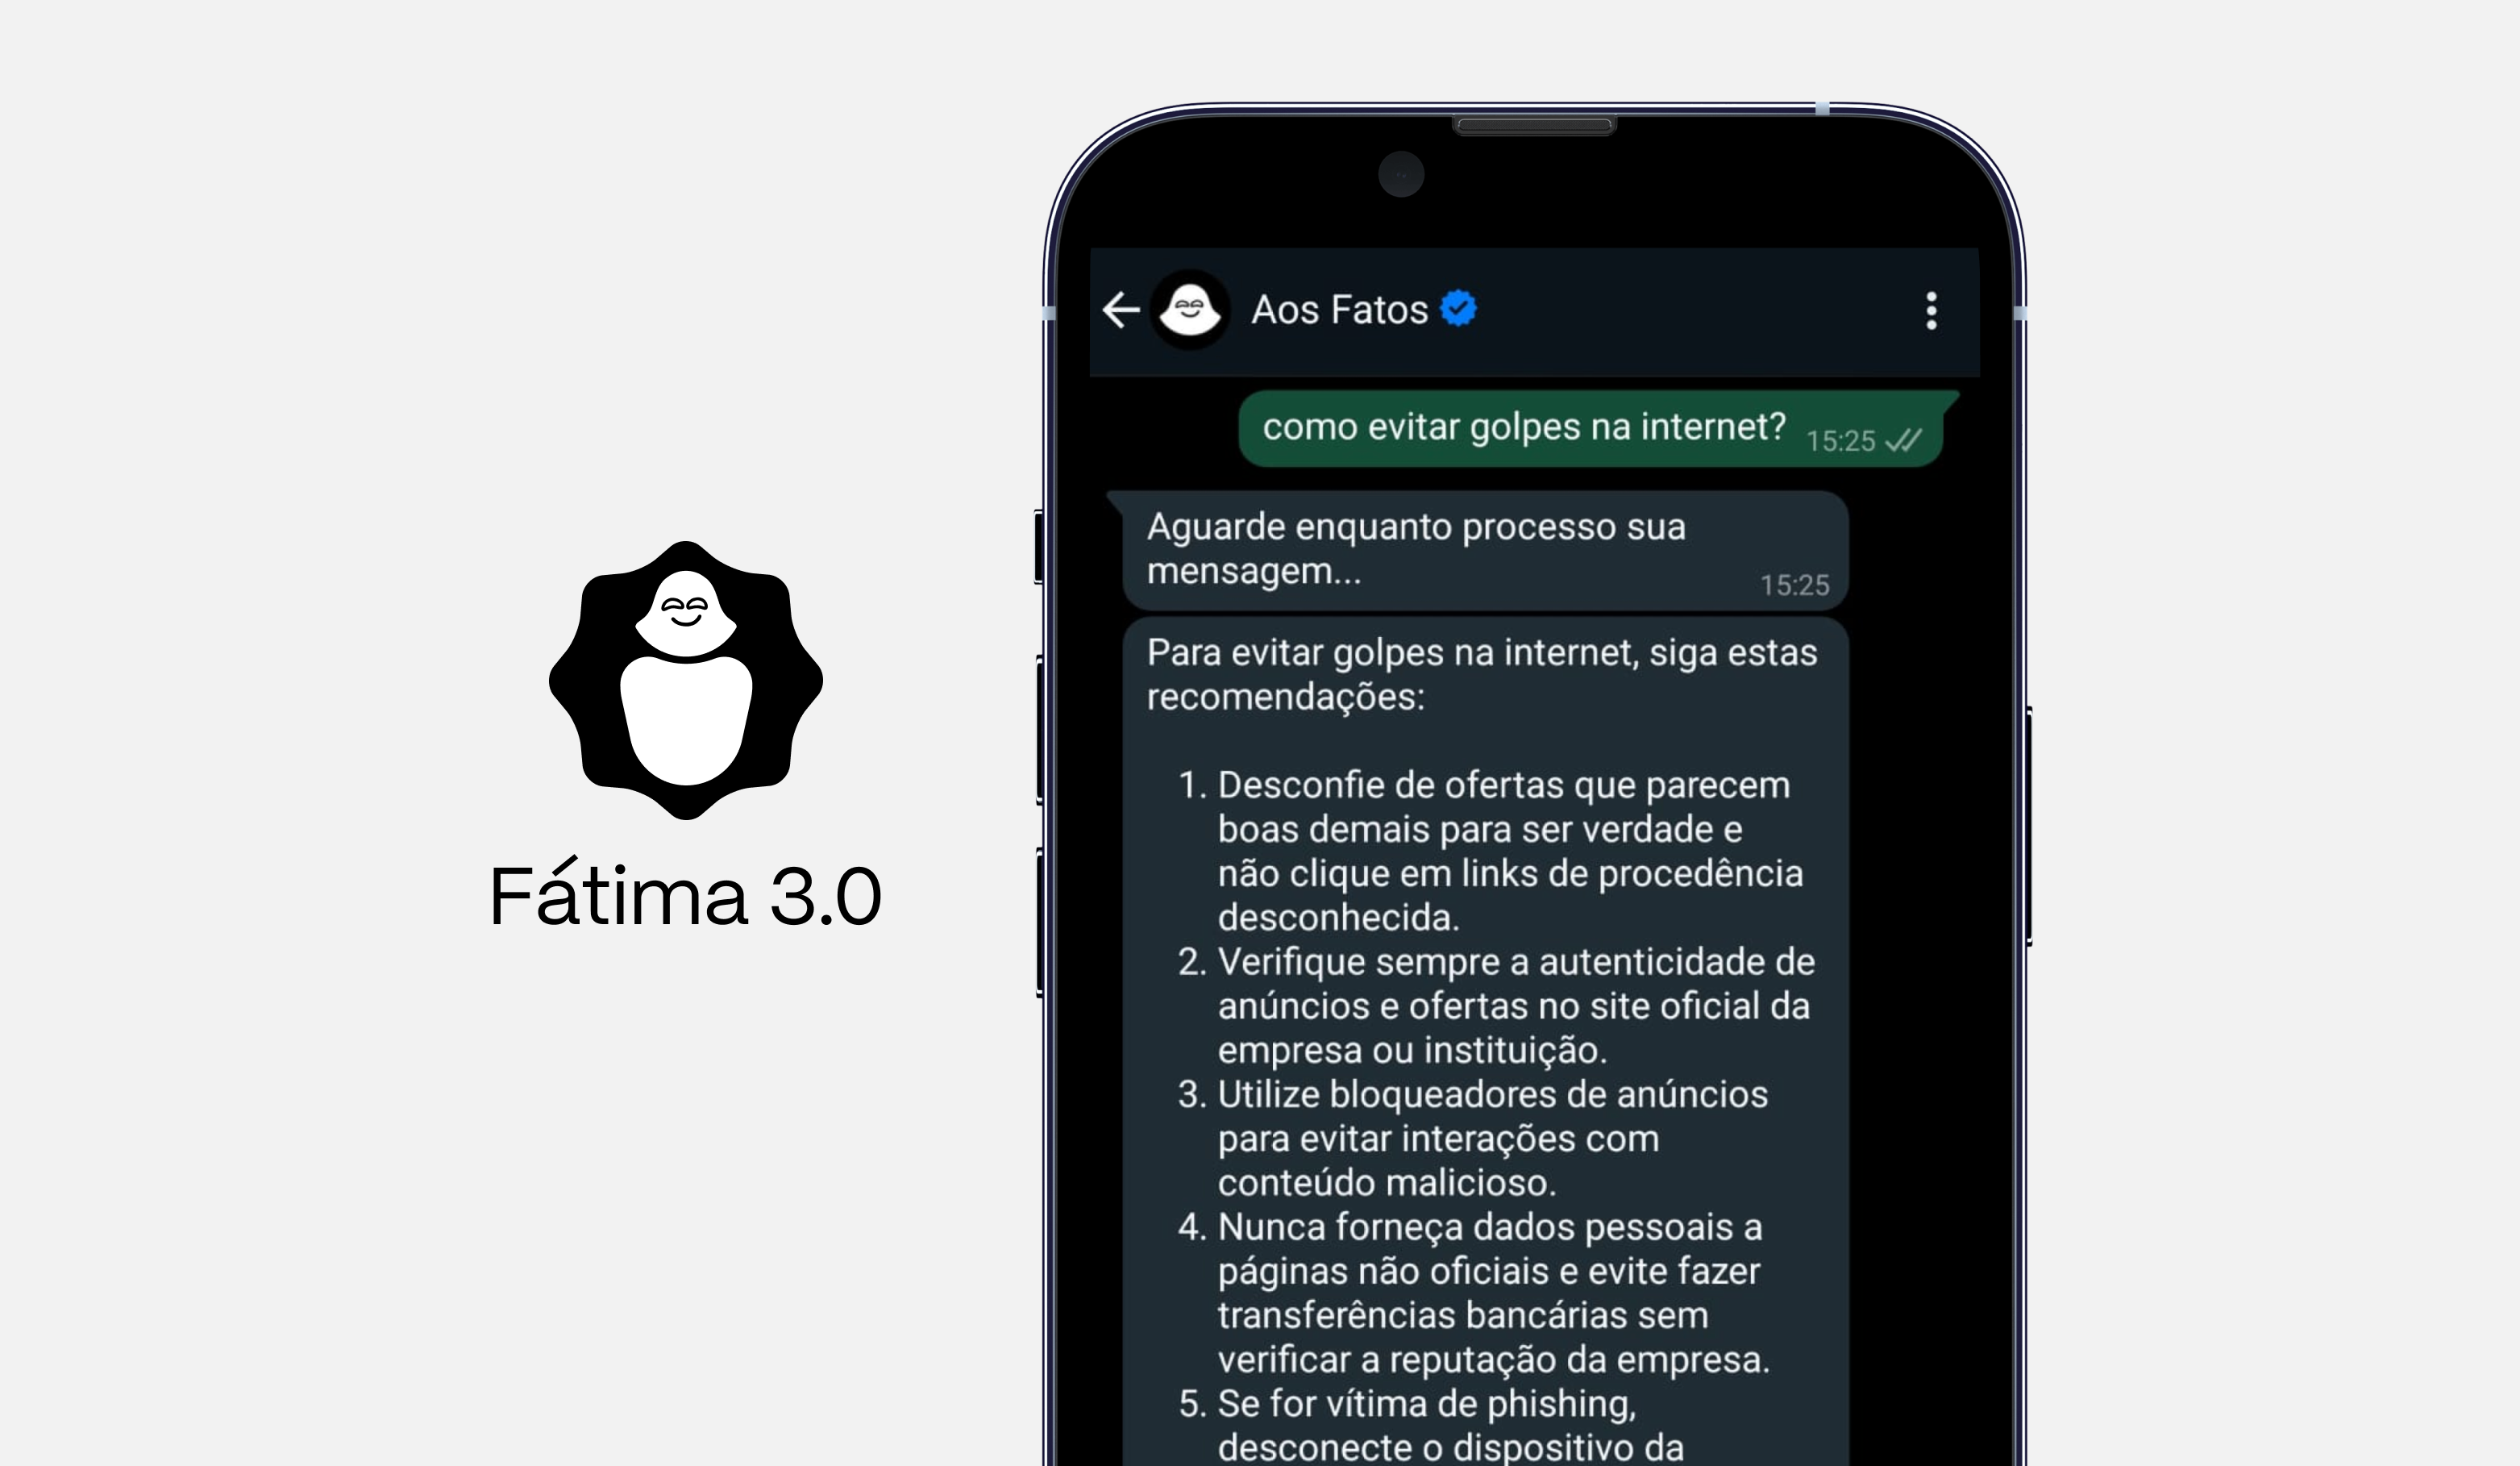 Fátima 3.0
Aos Fatos
como evitar golpes na internet?
15:25
Aguarde enquanto processo sua
mensagem...
15:25
Para evitar golpes na internet, siga estas
recomendações:
1. Desconfie de ofertas que parecem
boas demais para ser verdade e
não clique em links de procedência
desconhecida.
2. Verifique sempre a autenticidade de
anúncios e ofertas no site oficial da
empresa ou instituição.
3. Utilize bloqueadores de anúncios
para evitar interações com
conteúdo malicioso.
4. Nunca forneça dados pessoais a
páginas não oficiais e evite fazer
transferências bancárias sem
verificar a reputação da empresa.
5. Se for vítima de phishing,
desconecte o dispositivo da